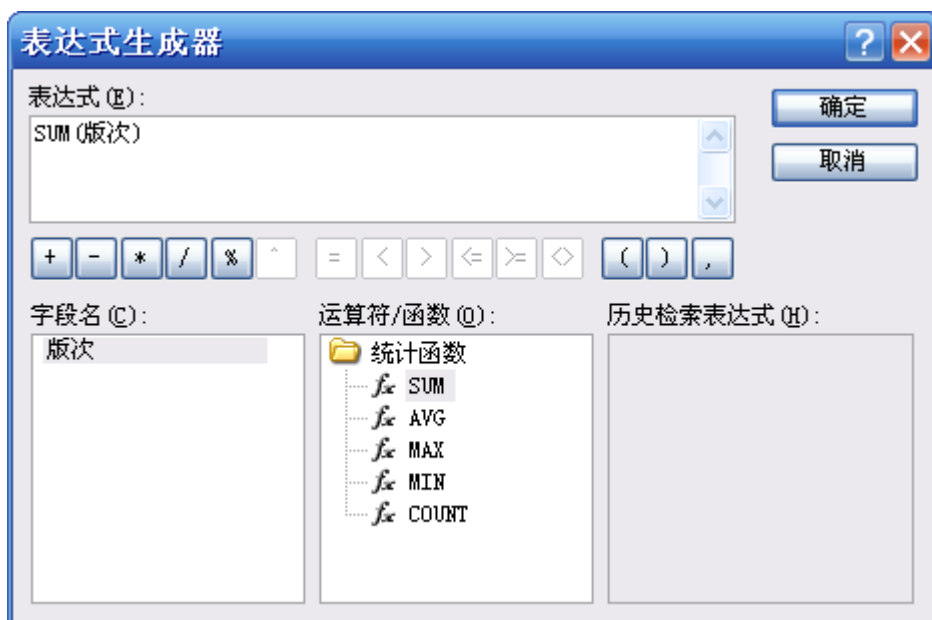 表达式生成器
表达式(E):
确定
SUM(版次)
取消
+ - * / % ^ = < > <= >= <> ( ) ,
字段名(C): 运算符/函数(O): 历史检索表达式(H):
版次
统计函数
SUM
AVG
MAX
MIN
COUNT